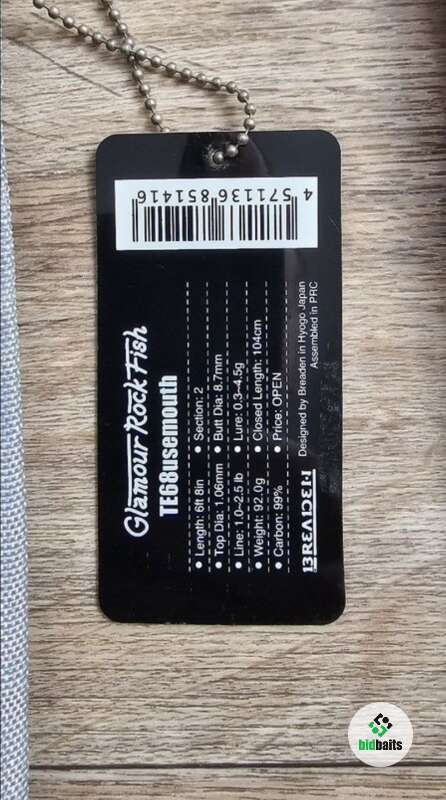 Glamour Rock Fish
TE68usemouth
● Length: 6ft 8in ● Section: 2
● Top Dia: 1.06mm ● Butt Dia: 8.7mm
● Line: 1.0~2.5 lb ● Lure: 0.3~4.5g
● Weight: 92.0g ● Closed Length: 104cm
● Carbon: 99% ● Price: OPEN
BREADEN
Designed by Breaden in Hyogo Japan
Assembled in PRC
4 571136 851416
bidbaits